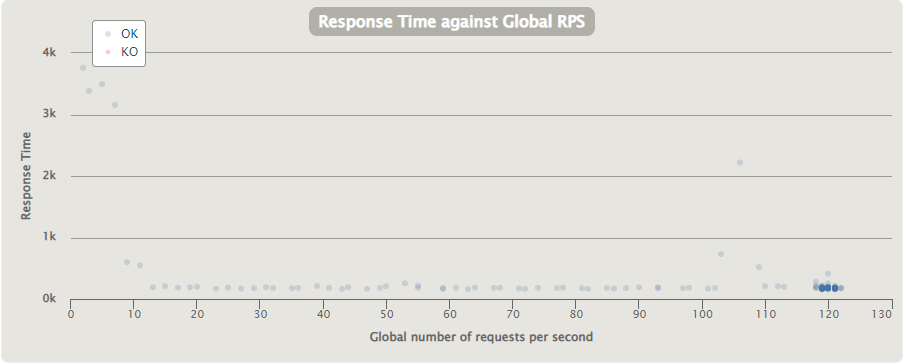 Response Time against Global RPS
OK
KO
4k
3k
2k
1k
0k
Response Time
0 10 20 30 40 50 60 70 80 90 100 110 120 130
Global number of requests per second